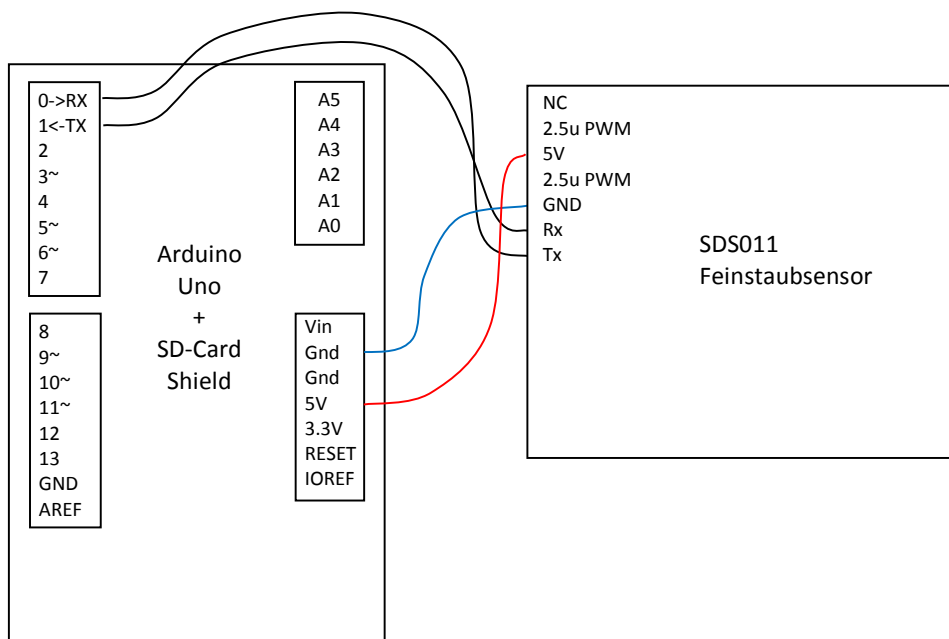 0->RX
1<-TX
2
3~
4
5~
6~
7
8
9~
10~
11~
12
13
GND
AREF
Arduino
Uno
+
SD-Card
Shield
A5
A4
A3
A2
A1
A0
Vin
Gnd
Gnd
5V
3.3V
RESET
IOREF
NC
2.5u PWM
5V
2.5u PWM
GND
Rx
Tx
SDS011
Feinstaubsensor